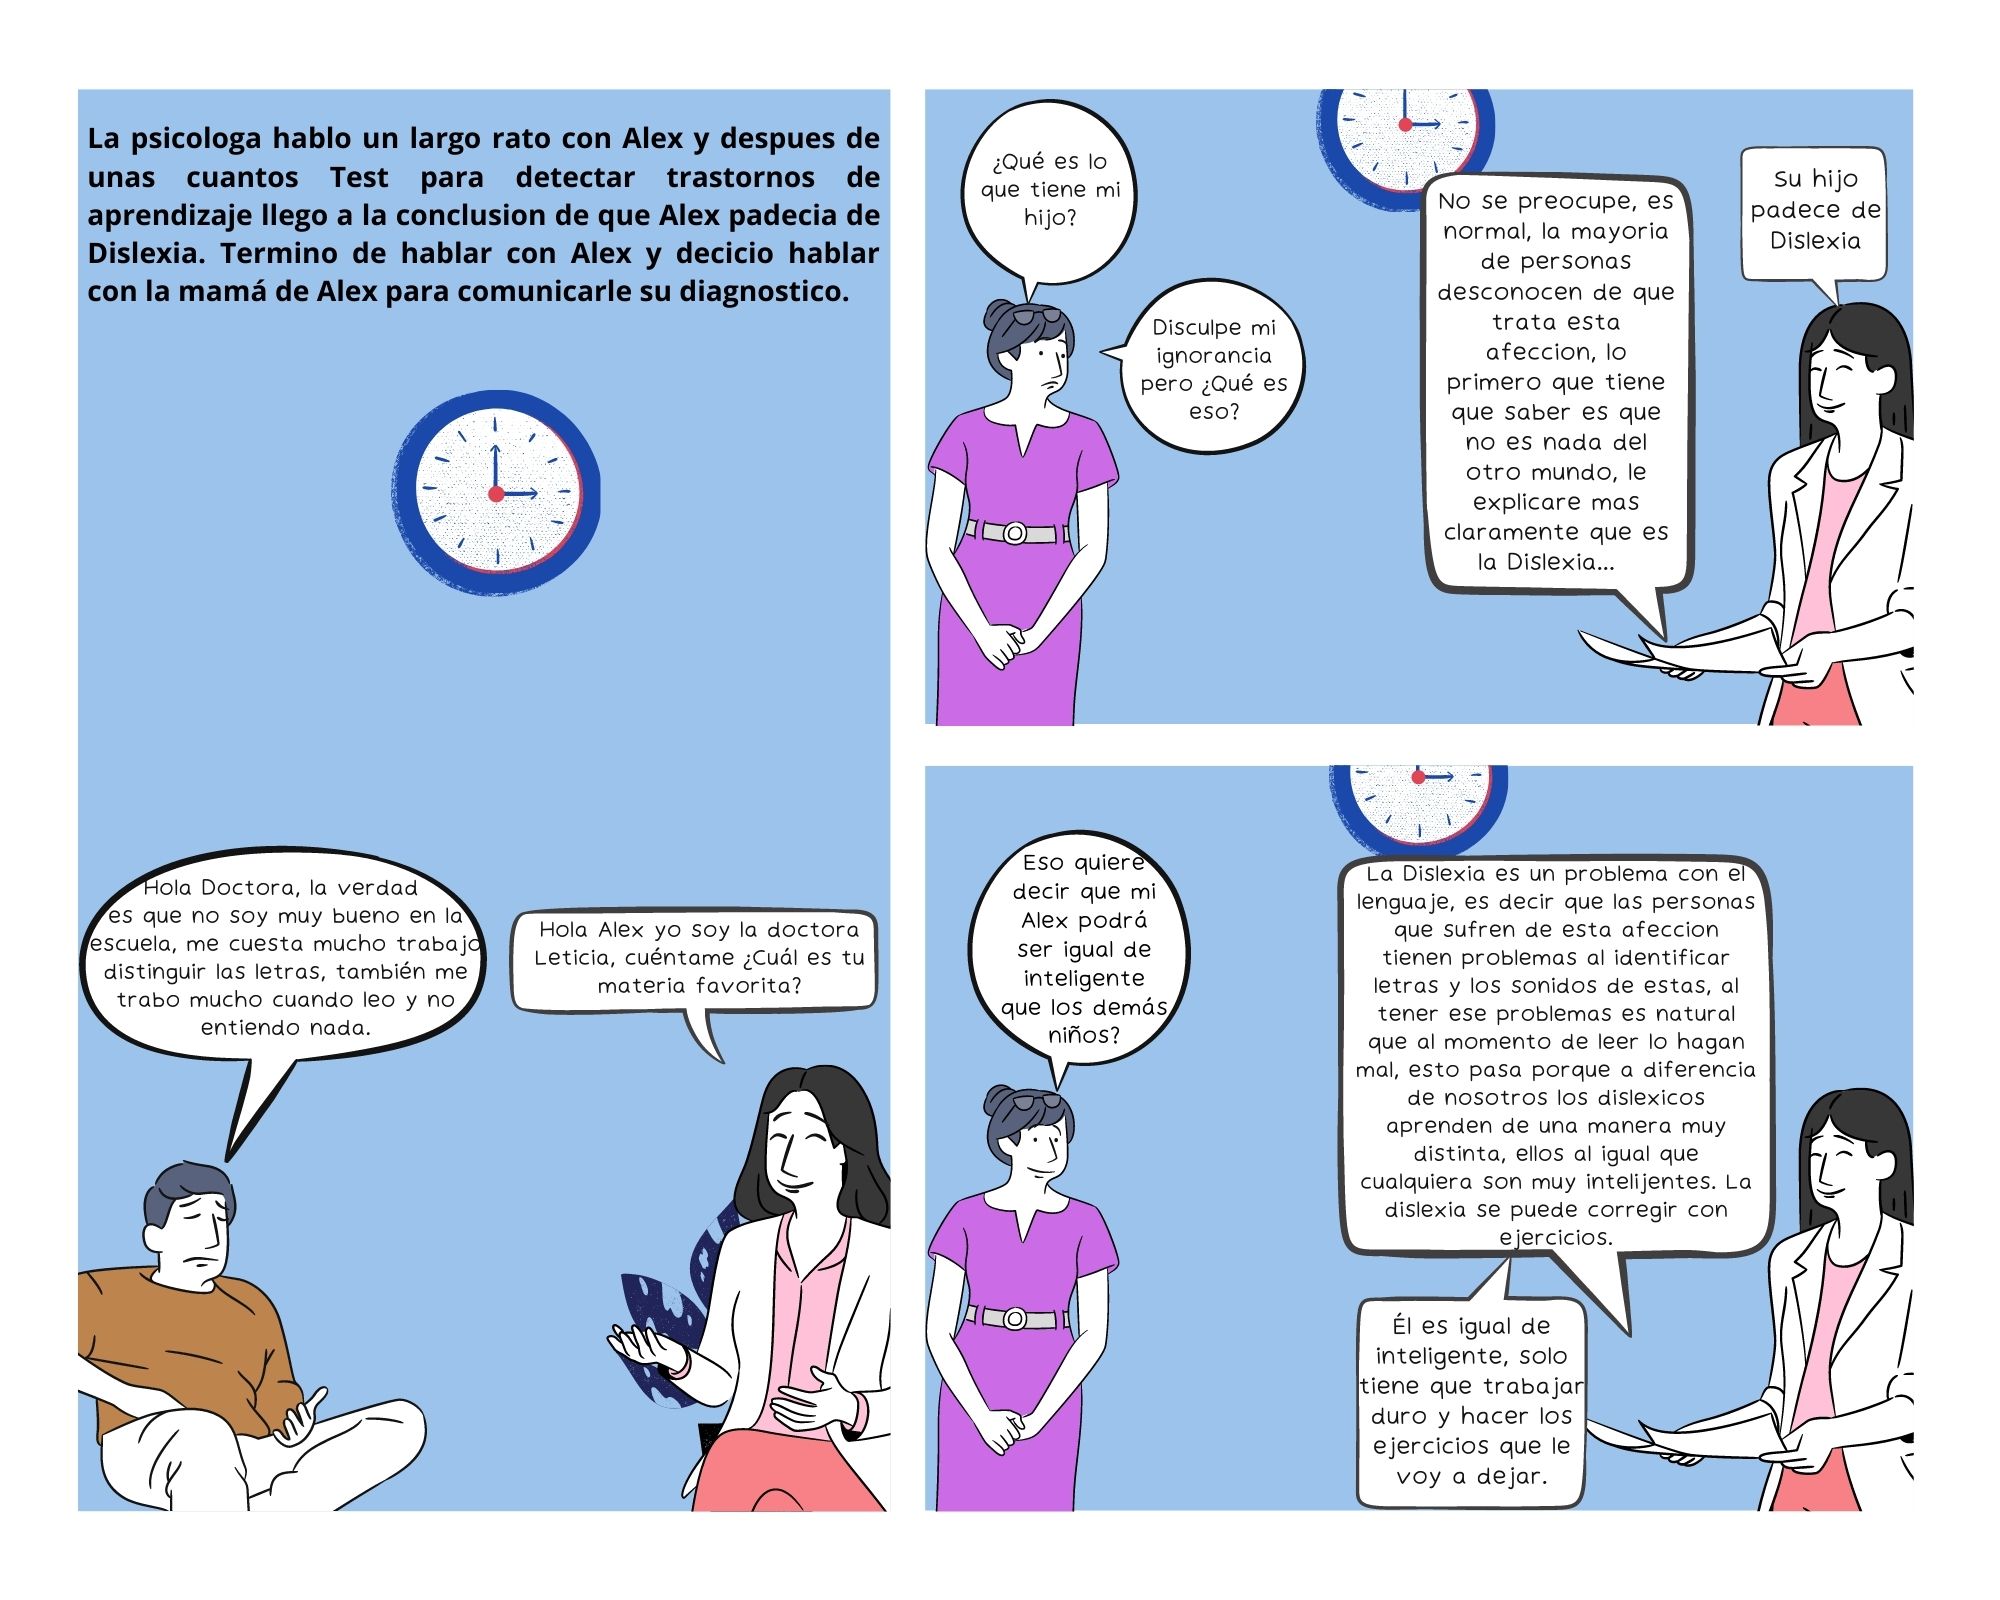 La psicologa hablo un largo rato con Alex y despues de
unas cuantos Test para detectar trastornos de
aprendizaje llego a la conclusion de que Alex padecia de
Dislexia. Termino de hablar con Alex y decicio hablar
con la mamá de Alex para comunicarle su diagnostico.
Hola Doctora, la verdad
es que no soy muy bueno en la
escuela, me cuesta mucho trabajo
distinguir las letras, también me
trabo mucho cuando leo y no
entiendo nada.
Hola Alex yo soy la doctora
Leticia, cuéntame ¿Cuál es tu
materia favorita?
¿Qué es lo
que tiene mi
hijo?
Su hijo
padece de
Dislexia
Disculpe mi
ignorancia
pero ¿Qué es
eso?
No se preocupe, es
normal, la mayoria
de personas
desconocen de que
trata esta
afeccion, lo
primero que tiene
que saber es que
no es nada del
otro mundo, le
explicare mas
claramente que es
la Dislexia...
La Dislexia es un problema con el
lenguaje, es decir que las personas
que sufren de esta afeccion
tienen problemas al identificar
letras y los sonidos de estas, al
tener ese problemas es natural
que al momento de leer lo hagan
mal, esto pasa porque a diferencia
de nosotros los dislexicos
aprenden de una manera muy
distinta, ellos al igual que
cualquiera son muy intelijentes. La
dislexia se puede corregir con
ejercicios.
Eso quiere
decir que mi
Alex podrá
ser igual de
inteligente
que los demás
niños?
Él es igual de
inteligente, solo
tiene que trabajar
duro y hacer los
ejercicios que le
voy a dejar.